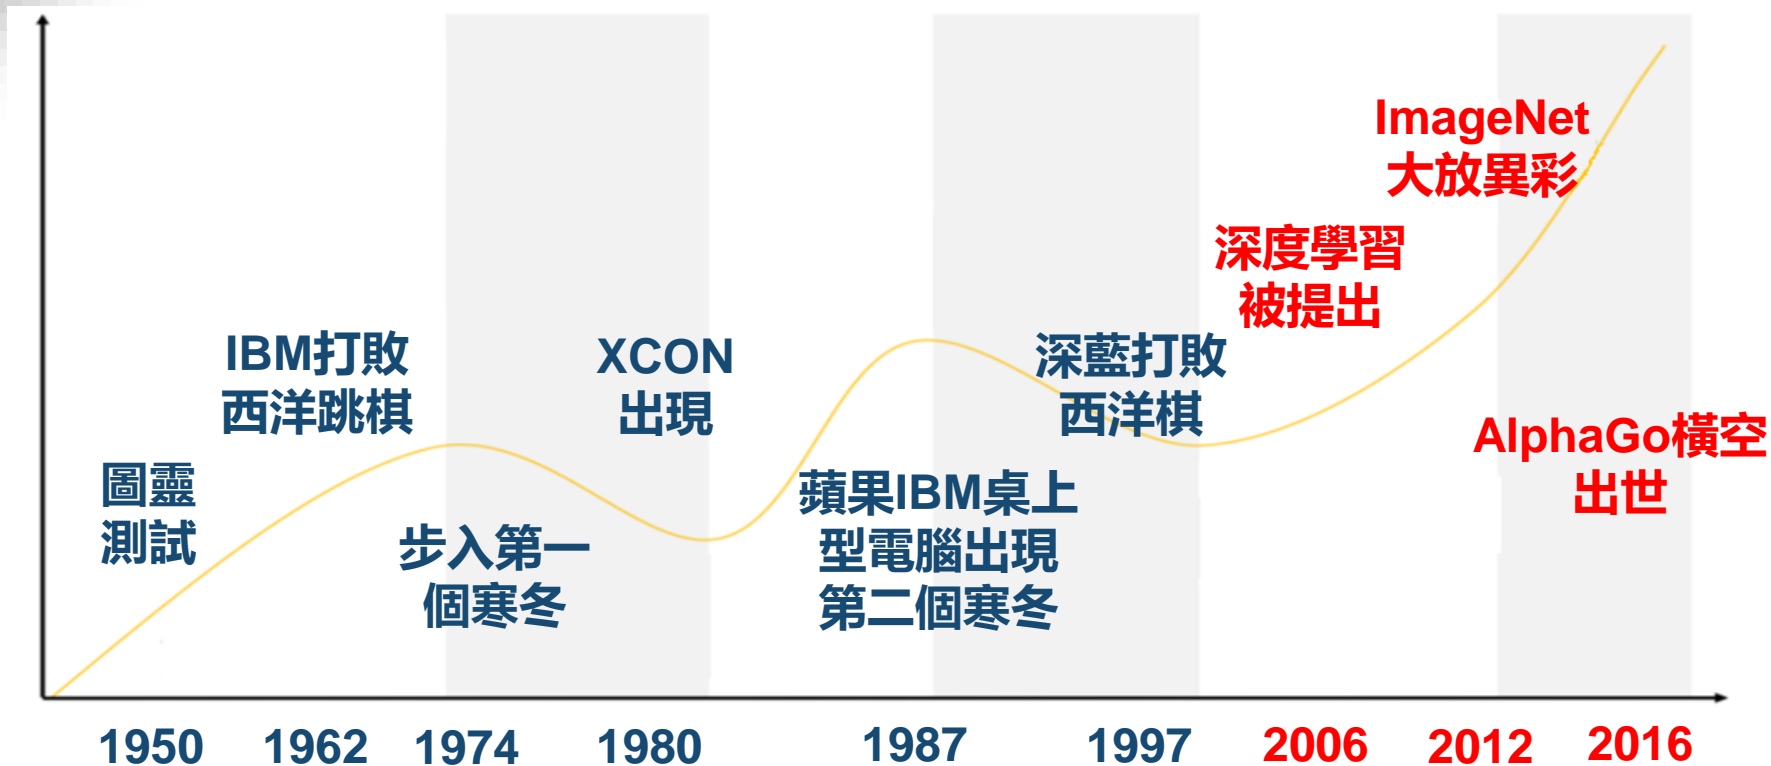 圖靈
測試
IBM打敗
西洋跳棋
步入第一
個寒冬
XCON
出現
蘋果IBM桌上
型電腦出現
第二個寒冬
深藍打敗
西洋棋
深度學習
被提出
ImageNet
大放異彩
AlphaGo橫空
出世
1950 1962 1974 1980 1987 1997 2006 2012 2016